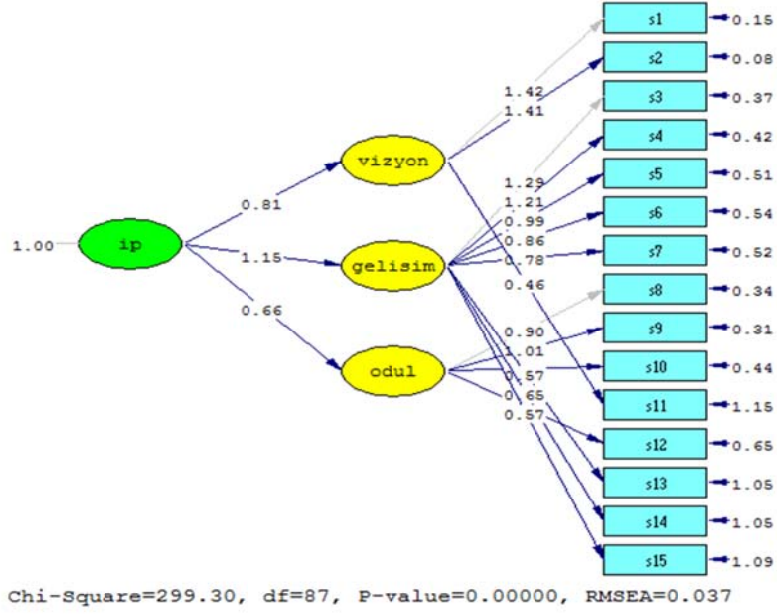 s1 0.15
s2 0.08
1.42
s3 0.37
1.41
s4 0.42
vizyon
s5 0.51
1.29
1.21
0.81
s6 0.54
0.99
1.00 ip
0.86
s7 0.52
1.15
gelisim
0.78
0.46
s8 0.34
0.66
0.90
s9 0.31
1.01
odul
s10 0.44
0.57
0.65
s11 1.15
0.57
s12 0.65
s13 1.05
s14 1.05
s15 1.09
Chi-Square=299.30, df=87, P-value=0.00000, RMSEA=0.037